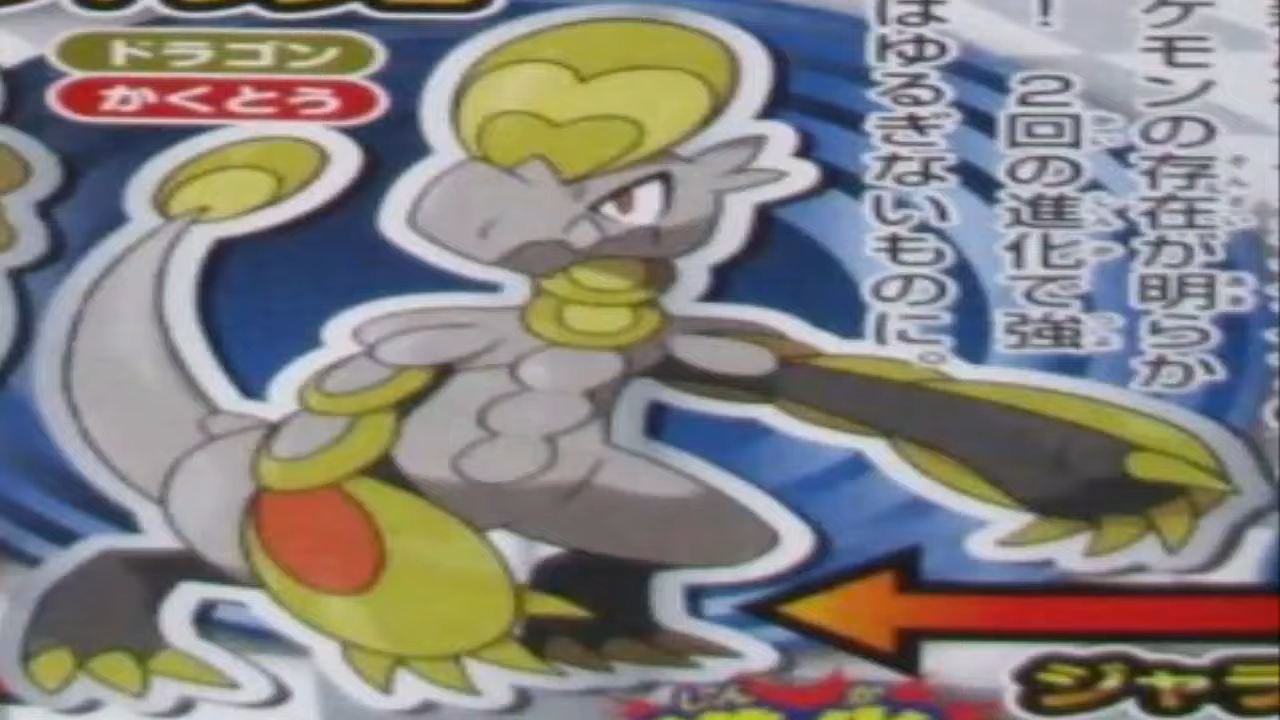 ドラゴン
かくとう
ケモンの存在が明らか
！ 2回の進化で強
はゆるぎないものに。
ジャラ